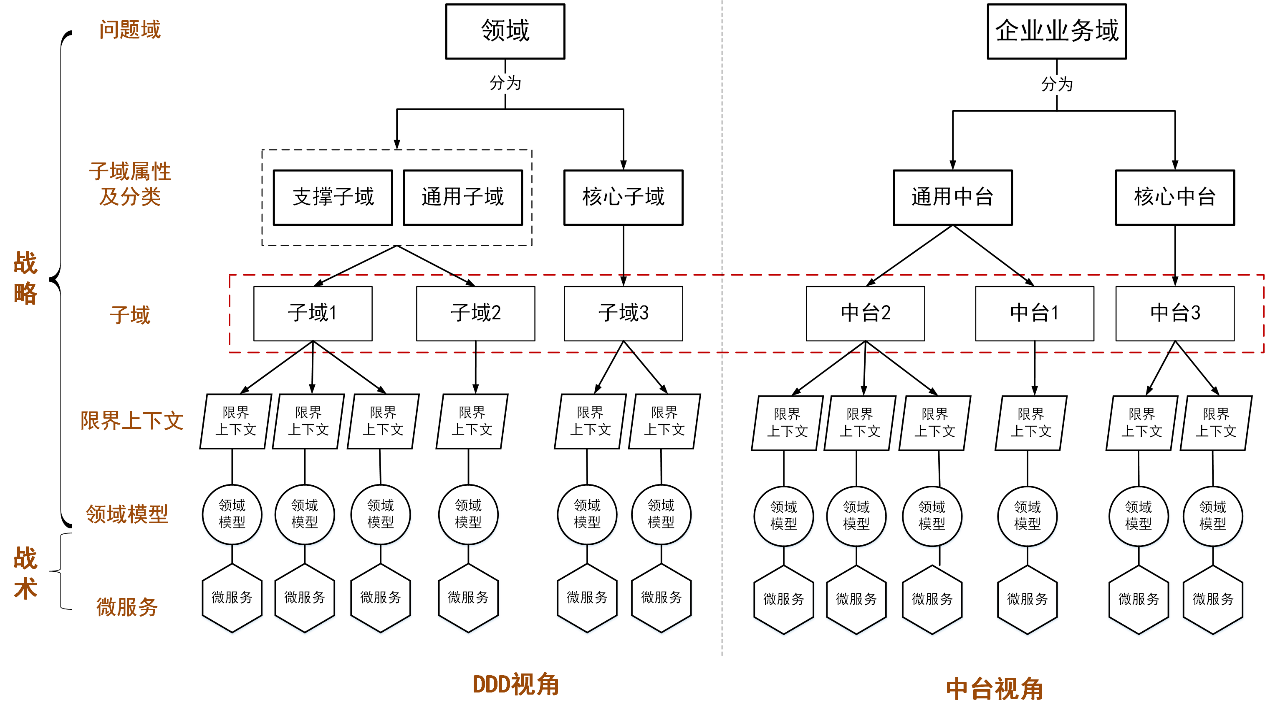 问题域
领域
企业业务域
分为
分为
子域属性
及分类
支撑子域
通用子域
核心子域
通用中台
核心中台
战
略
子域
子域1
子域2
子域3
中台2
中台1
中台3
限界上下文
限界
上下文
限界
上下文
限界
上下文
限界
上下文
限界
上下文
限界
上下文
限界
上下文
限界
上下文
限界
上下文
限界
上下文
限界
上下文
限界
上下文
领域模型
领域
模型
领域
模型
领域
模型
领域
模型
领域
模型
领域
模型
领域
模型
领域
模型
领域
模型
领域
模型
领域
模型
领域
模型
战
术
微服务
微服务
微服务
微服务
微服务
微服务
微服务
微服务
微服务
微服务
微服务
微服务
微服务
DDD视角
中台视角